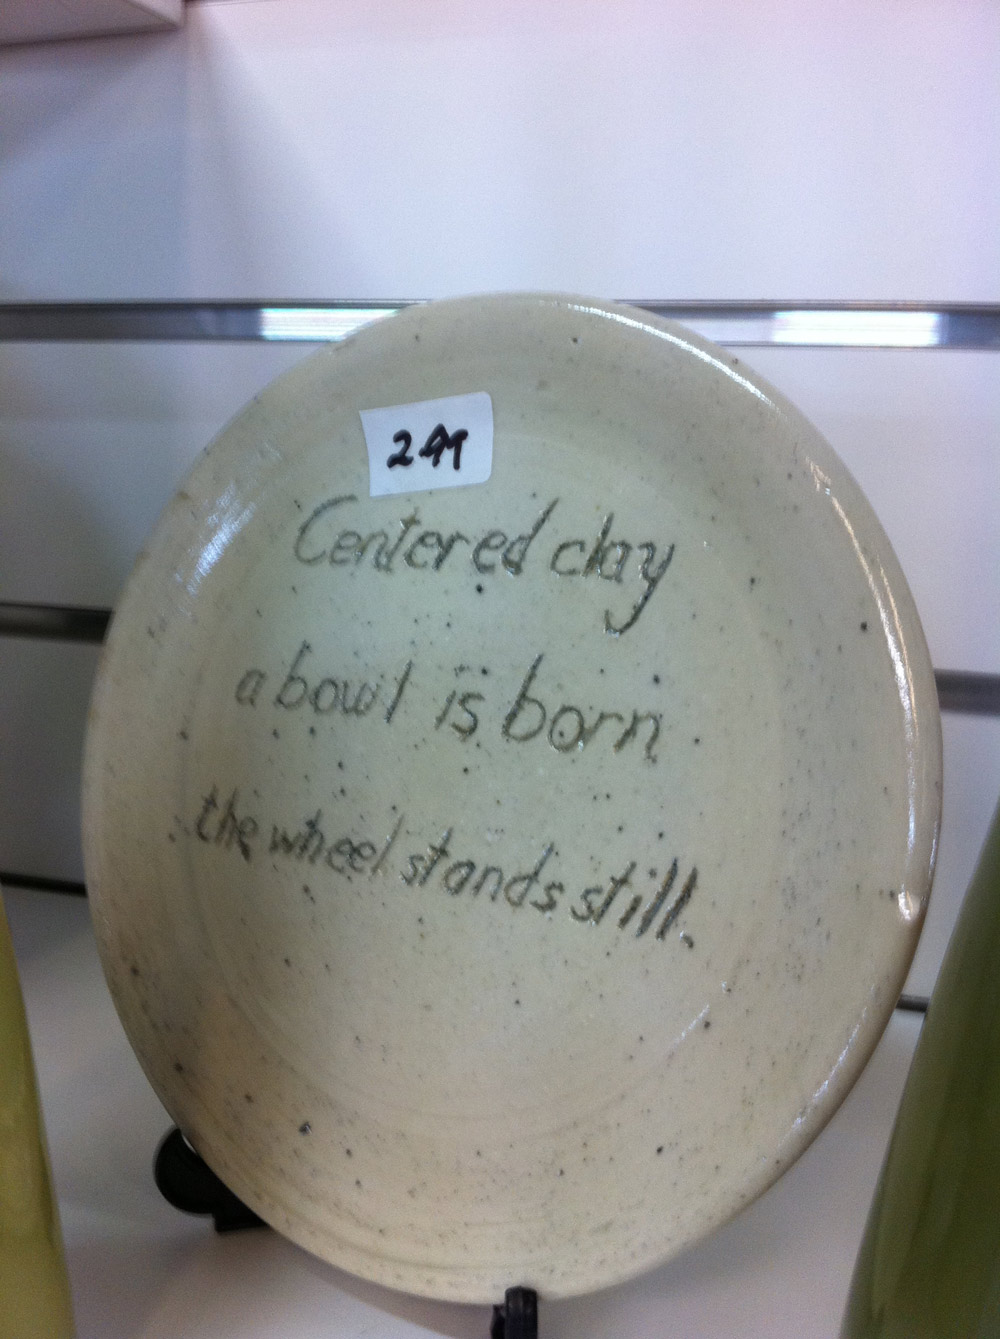 2.99
Centered clay
a bowl is born
the wheel stands still.